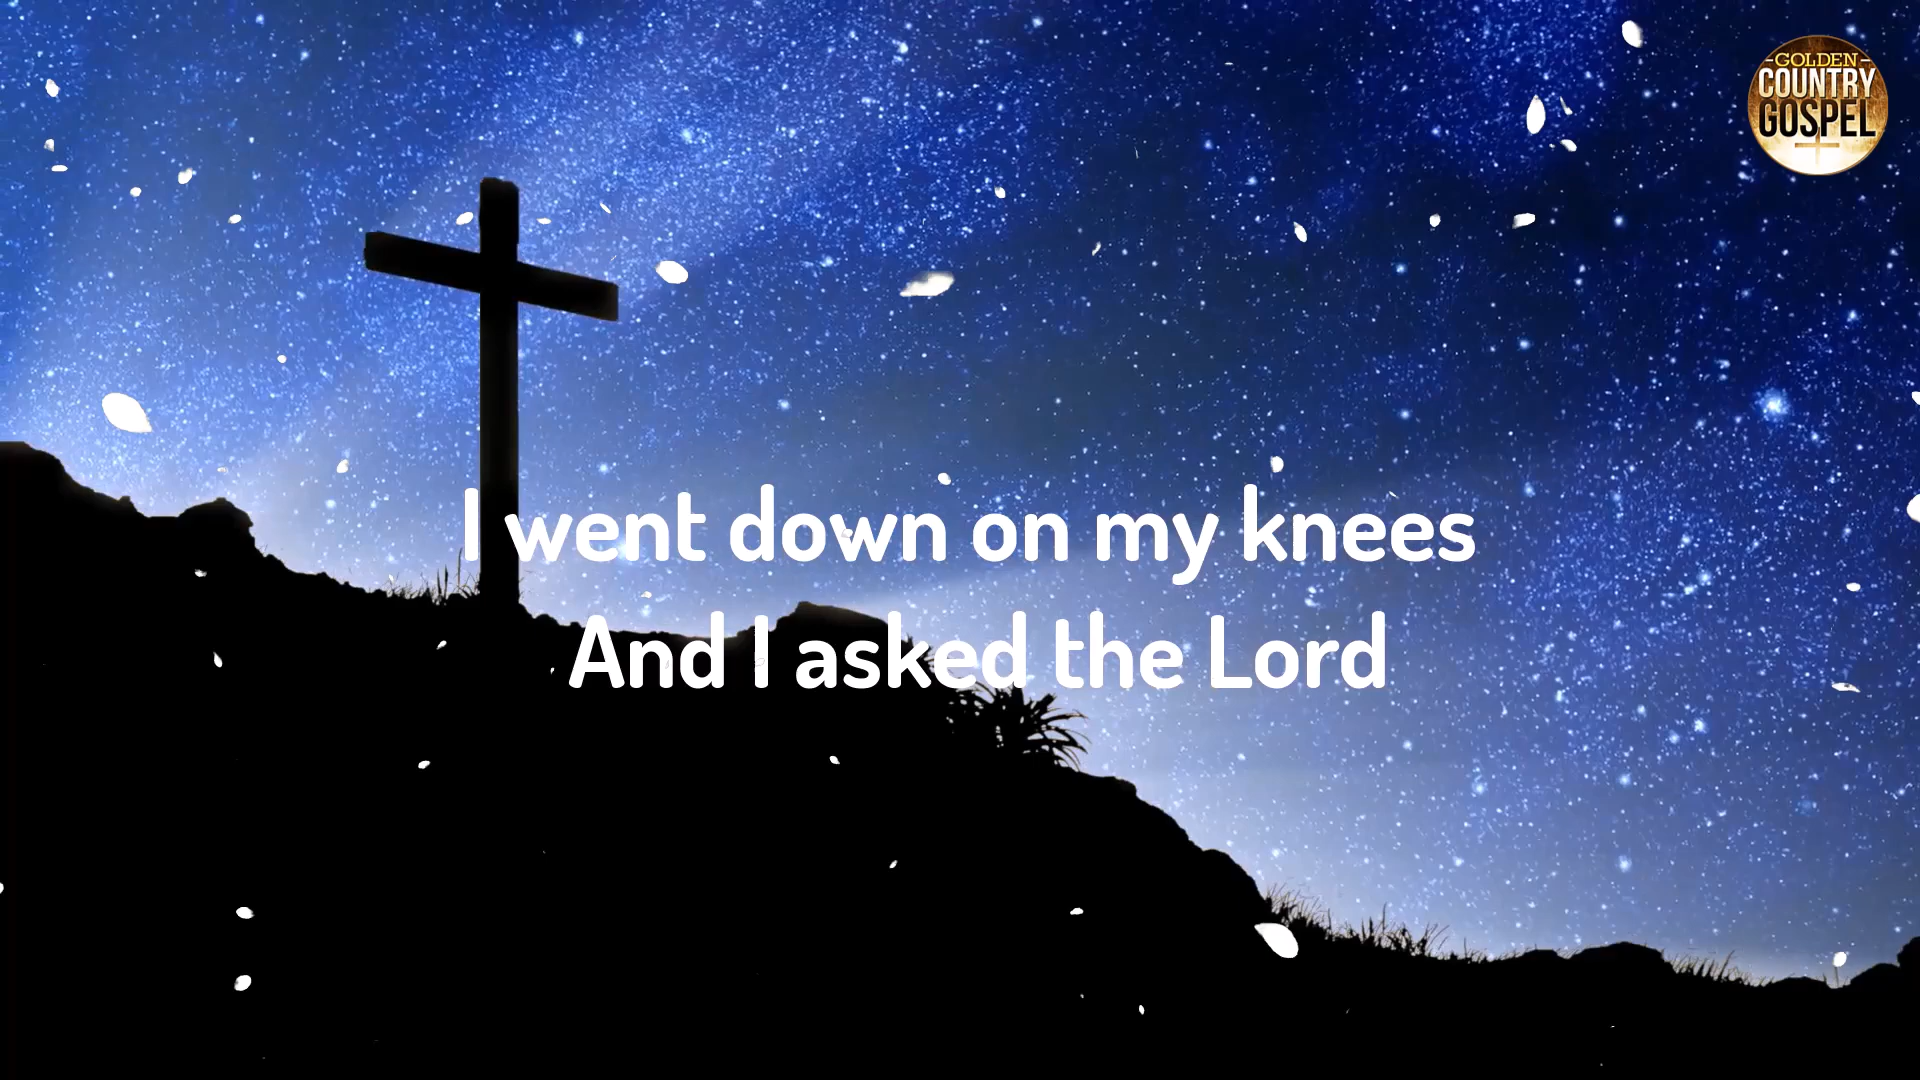 GOLDEN
COUNTRY
GOSPEL
I went down on my knees
And I asked the Lord